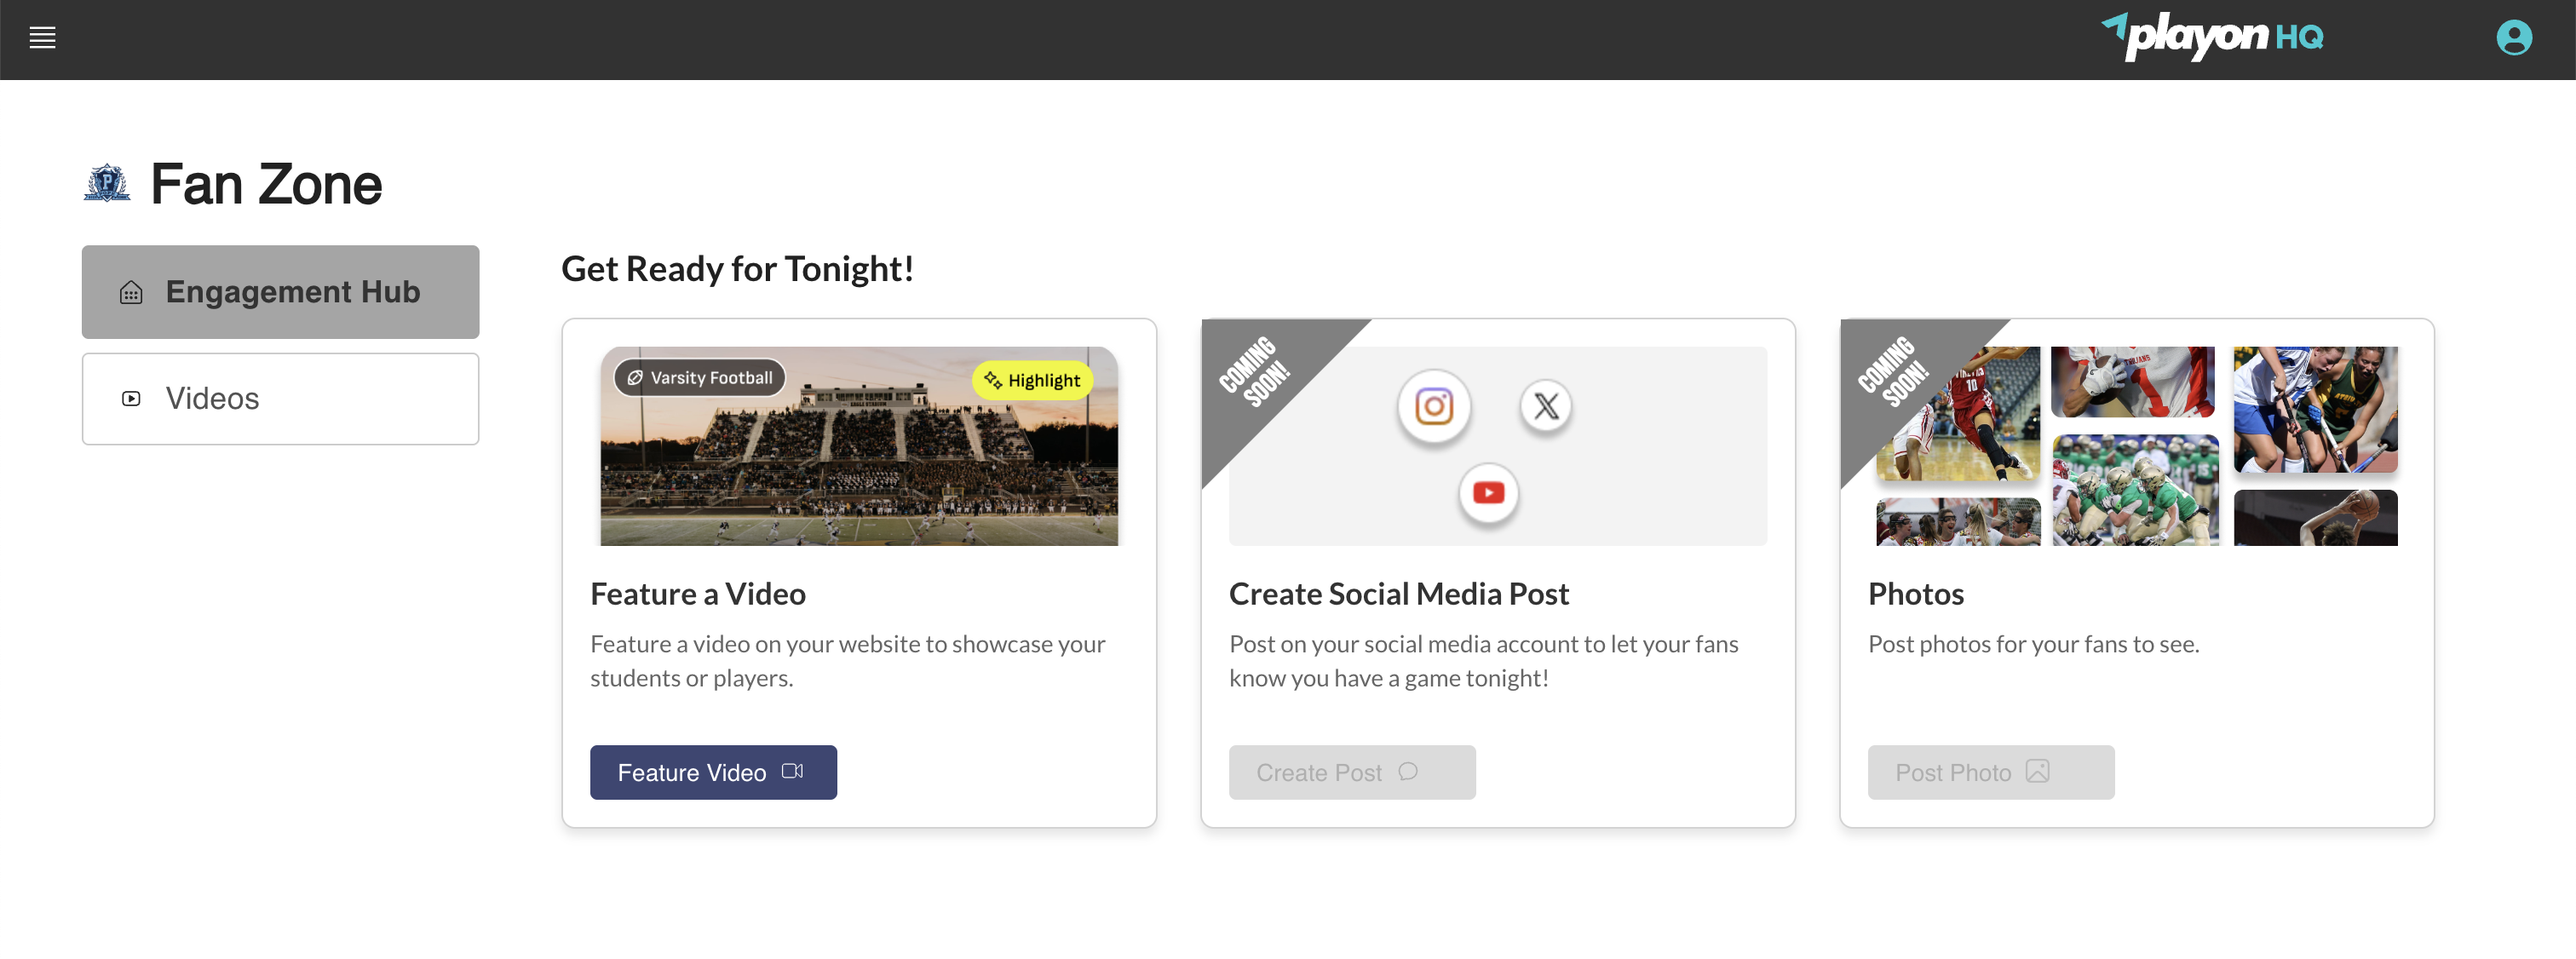 playon HQ
P
Fan Zone
Engagement Hub
Videos
Get Ready for Tonight!
Varsity Football
Highlight
Feature a Video
Feature a video on your website to showcase your
students or players.
Feature Video
COMING
SOON!
Create Social Media Post
Post on your social media account to let your fans
know you have a game tonight!
Create Post
COMING
SOON!
10
Photos
Post photos for your fans to see.
Post Photo